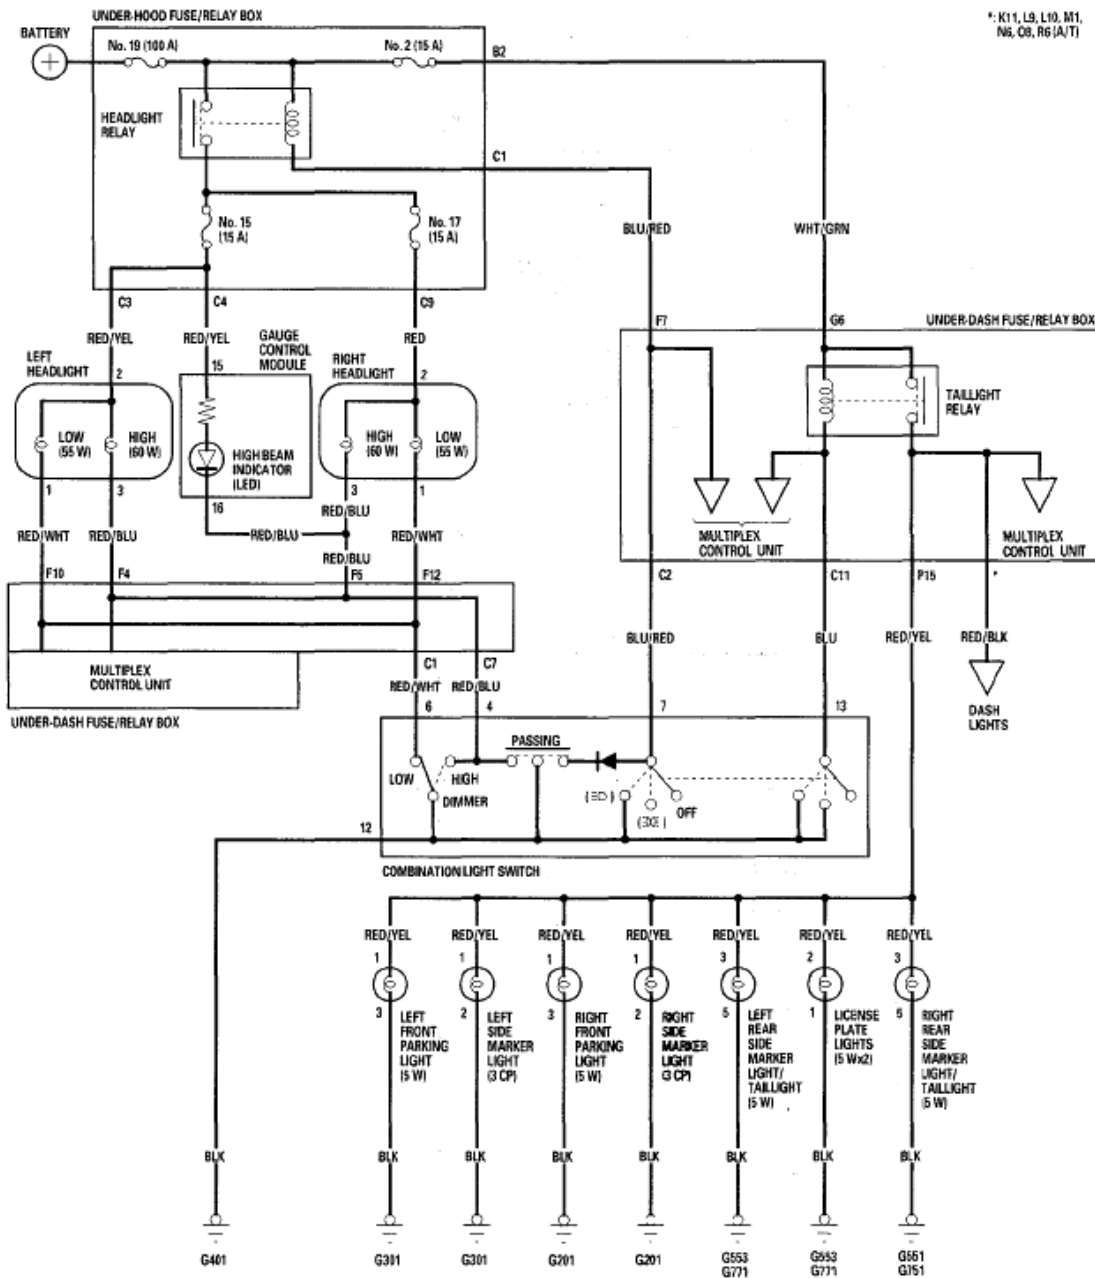 UNDER-HOOD FUSE/RELAY BOX
*: K11, L9, L10, M1,
N6, O8, R6 (A/T)
BATTERY
No. 19 (100 A)
No. 2 (15 A)
B2
HEADLIGHT
RELAY
C1
No. 15
(15 A)
No. 17
(15 A)
BLU/RED
WHT/GRN
C3
C4
C9
F7
G6
UNDER-DASH FUSE/RELAY BOX
RED/YEL
RED/YEL
GAUGE
CONTROL
MODULE
RED
LEFT
HEADLIGHT
2
15
RIGHT
HEADLIGHT
2
TAILLIGHT
RELAY
LOW
(55 W)
HIGH
(60 W)
HIGH BEAM
INDICATOR
(LED)
HIGH
(60 W)
LOW
(55 W)
1
3
16
3
1
RED/BLU
RED/WHT
RED/BLU
RED/BLU
RED/WHT
MULTIPLEX
CONTROL UNIT
MULTIPLEX
CONTROL UNIT
RED/BLU
F10
F4
F5
F12
C2
C11
P15
*
BLU/RED
BLU
RED/YEL
RED/BLK
MULTIPLEX
CONTROL UNIT
C1
C7
RED/WHT
RED/BLU
UNDER-DASH FUSE/RELAY BOX
6
4
7
13
DASH
LIGHTS
PASSING
LOW
HIGH
DIMMER
OFF
12
COMBINATION LIGHT SWITCH
RED/YEL
RED/YEL
RED/YEL
RED/YEL
RED/YEL
RED/YEL
RED/YEL
1
1
1
1
3
2
3
3
2
3
2
5
1
5
LEFT
FRONT
PARKING
LIGHT
(5 W)
LEFT
SIDE
MARKER
LIGHT
(3 CP)
RIGHT
FRONT
PARKING
LIGHT
(5 W)
RIGHT
SIDE
MARKER
LIGHT
(3 CP)
LEFT
REAR
SIDE
MARKER
LIGHT/
TAILLIGHT
(5 W)
LICENSE
PLATE
LIGHTS
(5 Wx2)
RIGHT
REAR
SIDE
MARKER
LIGHT/
TAILLIGHT
(5 W)
BLK
BLK
BLK
BLK
BLK
BLK
BLK
BLK
G401
G301
G301
G201
G201
G553
G771
G553
G771
G551
G751